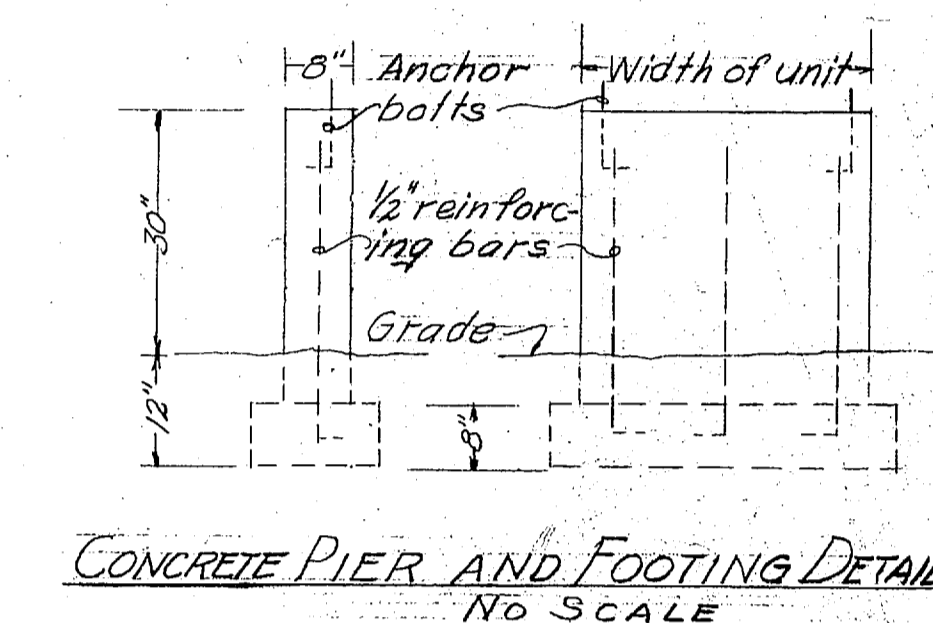 8" Anchor bolts
Width of unit
30"
1/2" reinforc-
ing bars
Grade
12"
8"
CONCRETE PIER AND FOOTING DETAIL
NO SCALE